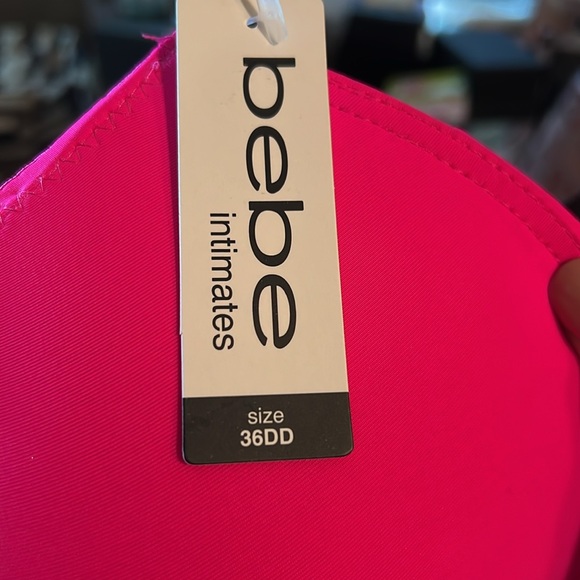 bebe
intimates
size
36DD